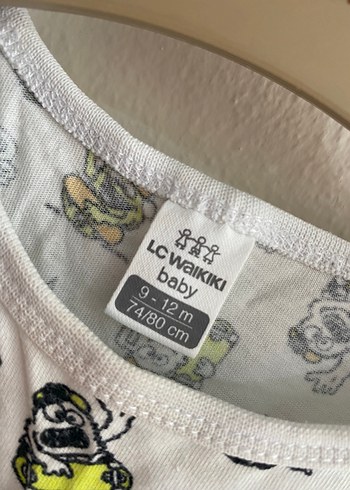 LC WAIKIKI
baby
9 - 12 m
74/80 cm